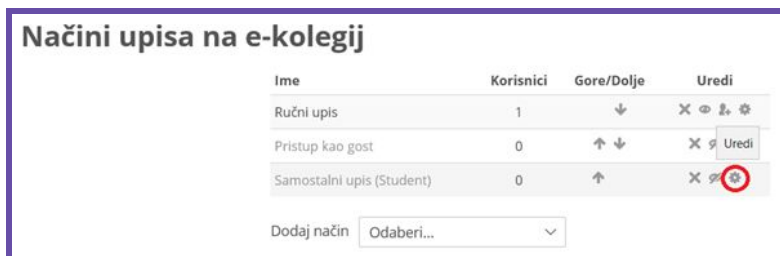 Načini upisa na e-kolegij
Ime Korisnici Gore/Dolje Uredi
Ručni upis 1
Pristup kao gost 0
Uredi
Samostalni upis (Student) 0
Dodaj način Odaberi...